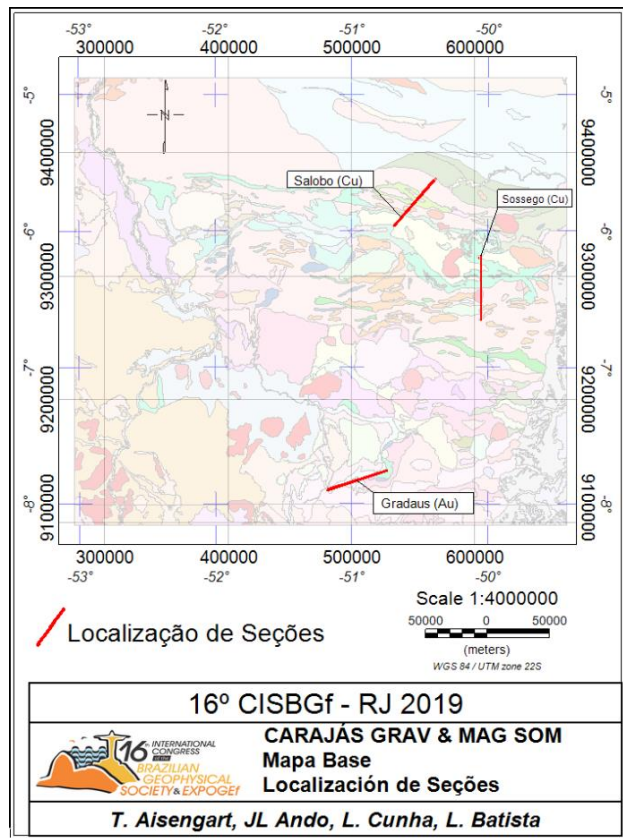 -53° -52° -51° -50°
300000 400000 500000 600000
-5° -5°
9400000 9400000
N
Salobo (Cu)
Sossego (Cu)
-6° -6°
9300000 9300000
-7° -7°
9200000 9200000
Gradaus (Au)
-8° -8°
9100000 9100000
300000 400000 500000 600000
-53° -52° -51° -50°
Localização de Seções
Scale 1:4000000
50000 0 50000
(meters)
WGS 84 / UTM zone 22S
16º CISBGf - RJ 2019
16th INTERNATIONAL
CONGRESS
of the
BRAZILIAN
GEOPHYSICAL
SOCIETY & EXPOGEf
CARAJÁS GRAV & MAG SOM
Mapa Base
Localización de Seções
T. Aisengart, JL Ando, L. Cunha, L. Batista